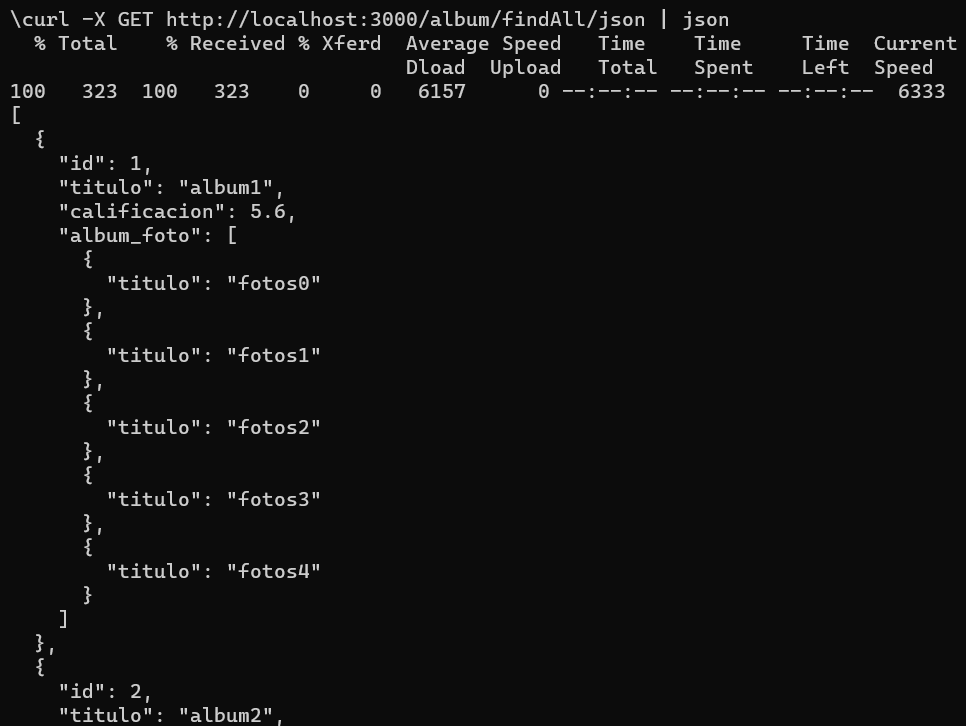 \curl -X GET http://localhost:3000/album/findAll/json | json
  % Total    % Received % Xferd  Average Speed   Time    Time     Time  Current
                                 Dload  Upload   Total   Spent    Left  Speed
100   323  100   323    0     0   6157      0 --:--:-- --:--:-- --:--:--  6333
[
  {
    "id": 1,
    "titulo": "album1",
    "calificacion": 5.6,
    "album_foto": [
      {
        "titulo": "fotos0"
      },
      {
        "titulo": "fotos1"
      },
      {
        "titulo": "fotos2"
      },
      {
        "titulo": "fotos3"
      },
      {
        "titulo": "fotos4"
      }
    ]
  },
  {
    "id": 2,
    "titulo": "album2",